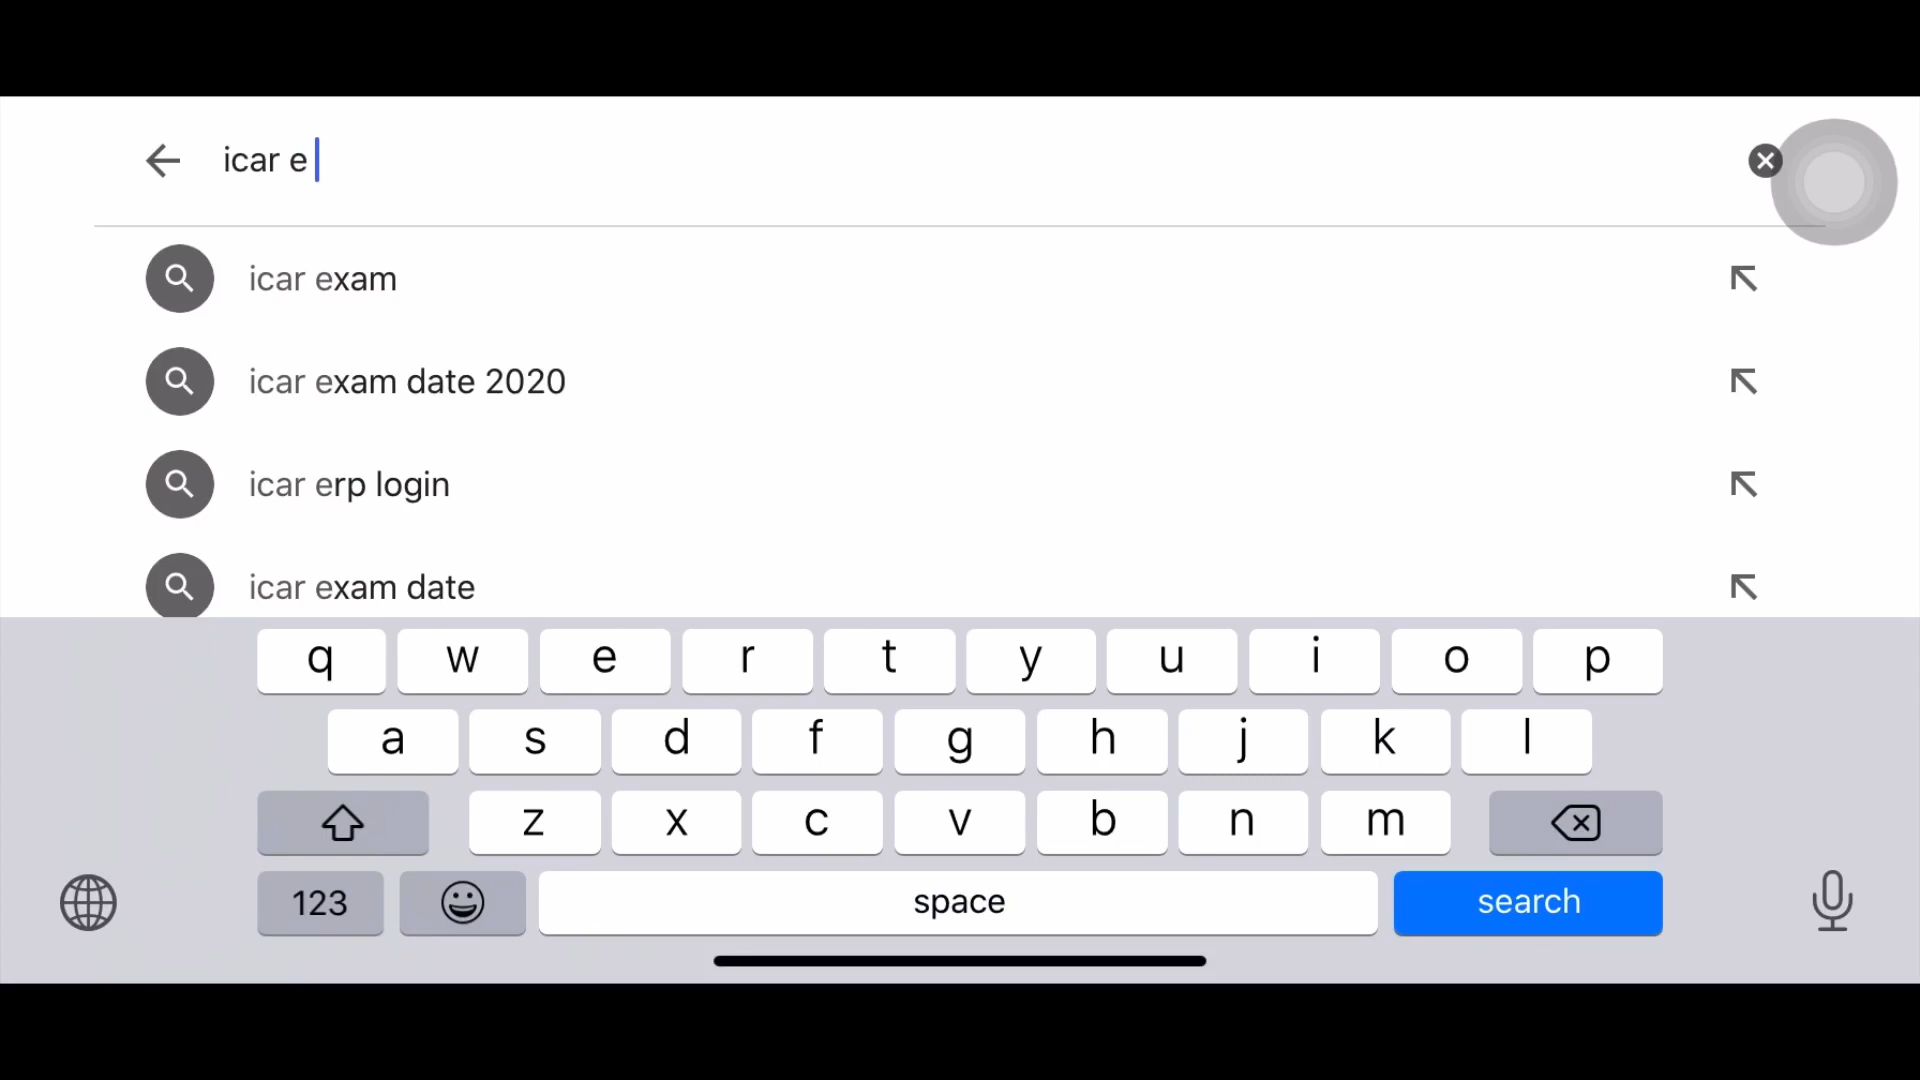 icar e
icar exam
icar exam date 2020
icar erp login
icar exam date
q w e r t y u i o p
a s d f g h j k l
z x c v b n m
123 space search